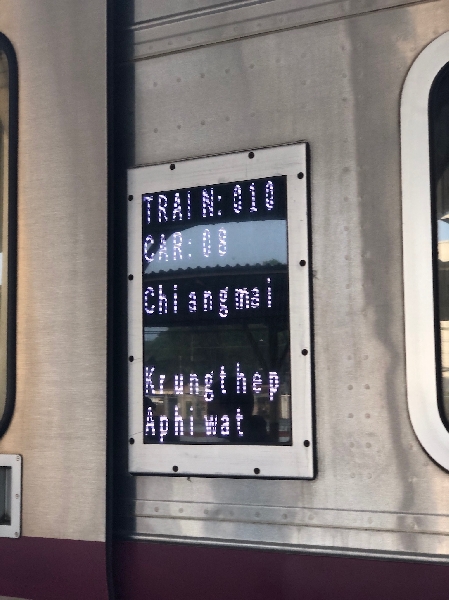 TRAIN: 010
CAR: 08
Chiangmai
Krungthep
Aphiwat